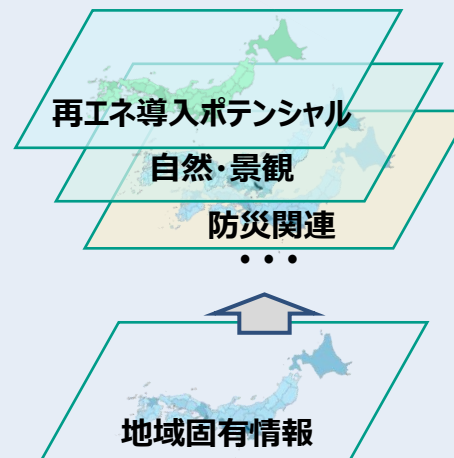 再エネ導入ポテンシャル
自然・景観
防災関連
・・・
地域固有情報